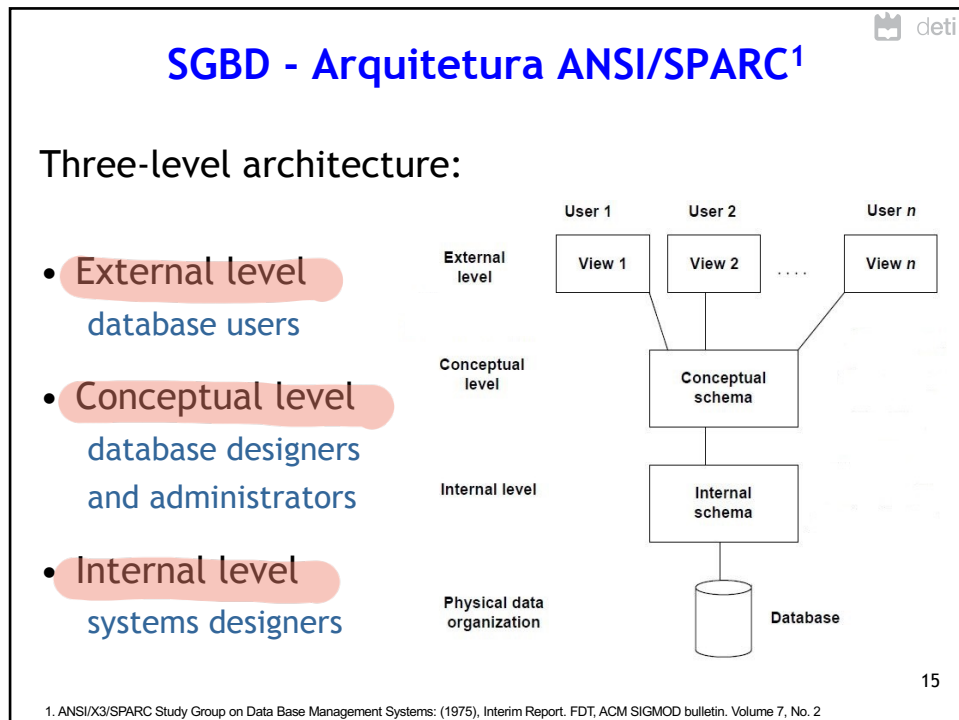 deti
SGBD - Arquitetura ANSI/SPARC1
Three-level architecture:
• External level
database users
• Conceptual level
database designers
and administrators
• Internal level
systems designers
User 1
User 2
User n
External
level
View 1
View 2
. . . .
View n
Conceptual
level
Conceptual
schema
Internal level
Internal
schema
Physical data
organization
Database
15
1. ANSI/X3/SPARC Study Group on Data Base Management Systems: (1975), Interim Report. FDT, ACM SIGMOD bulletin. Volume 7, No. 2